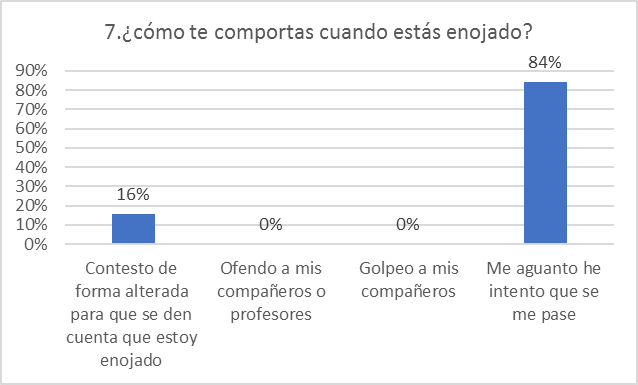 7.¿cómo te comportas cuando estás enojado?
84%
90%
80%
70%
60%
50%
40%
30%
20%
10%
0%
16%
0%
0%
Contesto de
forma alterada
para que se den
cuenta que estoy
enojado
Ofendo a mis
compañeros o
profesores
Golpeo a mis
compañeros
Me aguanto he
intento que se
me pase